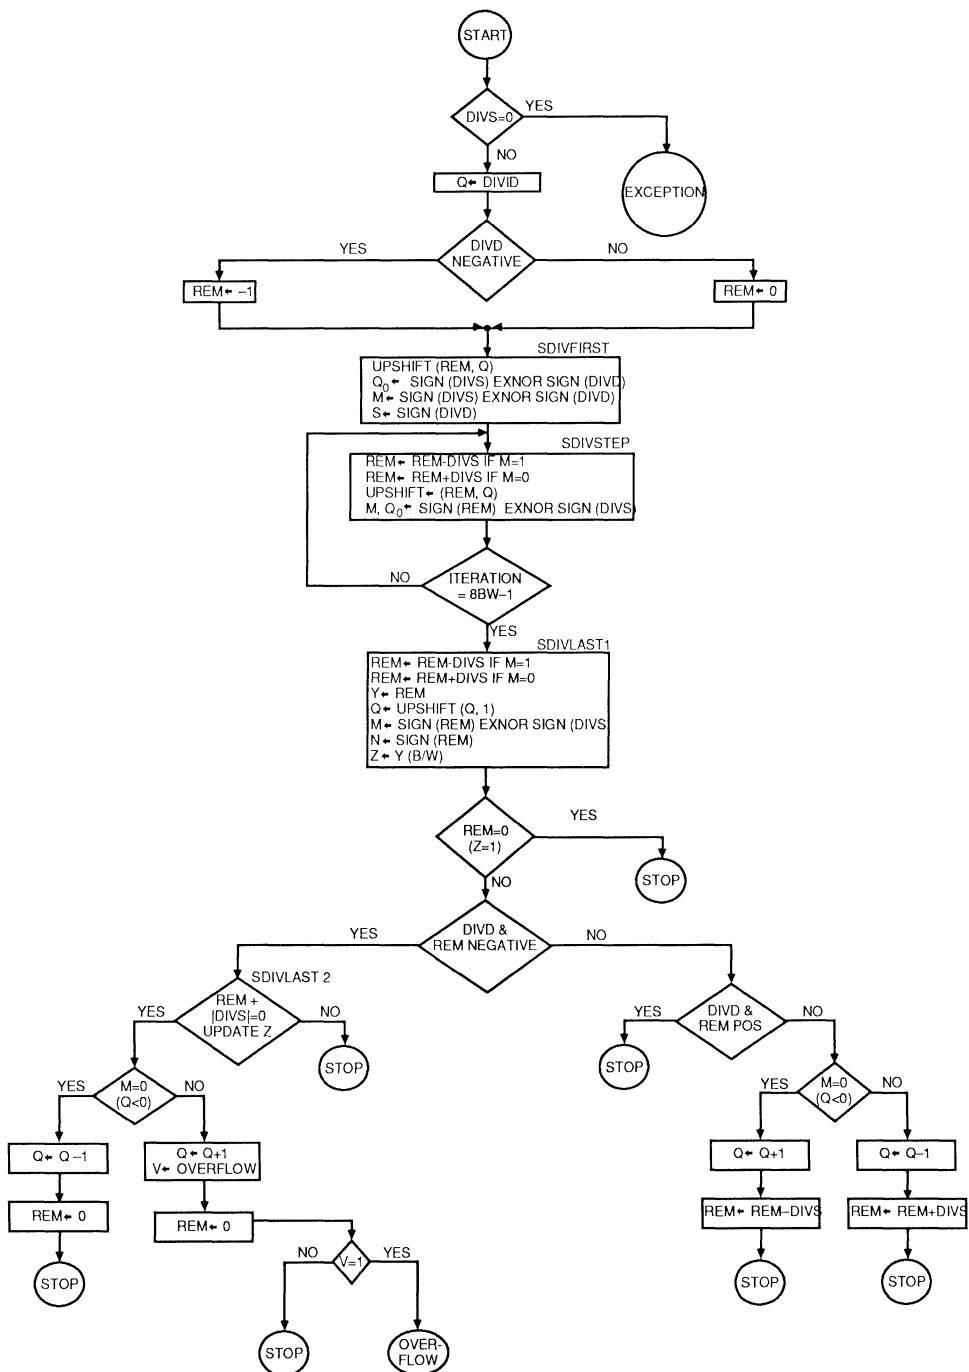 START
DIVS=0
YES
NO
Q← DIVID
EXCEPTION
DIVD
NEGATIVE
YES
NO
REM← -1
REM← 0
SDIVFIRST
UPSHIFT (REM, Q)
Q0← SIGN (DIVS) EXNOR SIGN (DIVD)
M← SIGN (DIVS) EXNOR SIGN (DIVD)
S← SIGN (DIVD)
SDIVSTEP
REM← REM-DIVS IF M=1
REM← REM+DIVS IF M=0
UPSHIFT← (REM, Q)
M, Q0← SIGN (REM) EXNOR SIGN (DIVS)
NO
ITERATION
= 8BW-1
YES
SDIVLAST1
REM← REM-DIVS IF M=1
REM← REM+DIVS IF M=0
Y← REM
Q← UPSHIFT (Q, 1)
M← SIGN (REM) EXNOR SIGN (DIVS
N← SIGN (REM)
Z← Y (B/W)
REM=0
(Z=1)
YES
STOP
NO
DIVD &
REM NEGATIVE
YES
NO
SDIVLAST 2
REM +
|DIVS|=0
UPDATE Z
YES
NO
STOP
DIVD &
REM POS
YES
NO
STOP
M=0
(Q<0)
YES
NO
Q← Q -1
REM← 0
STOP
Q← Q+1
V← OVERFLOW
REM← 0
V=1
NO
YES
STOP
OVER-
FLOW
M=0
(Q<0)
YES
NO
Q← Q+1
Q← Q-1
REM← REM-DIVS
REM← REM+DIVS
STOP
STOP